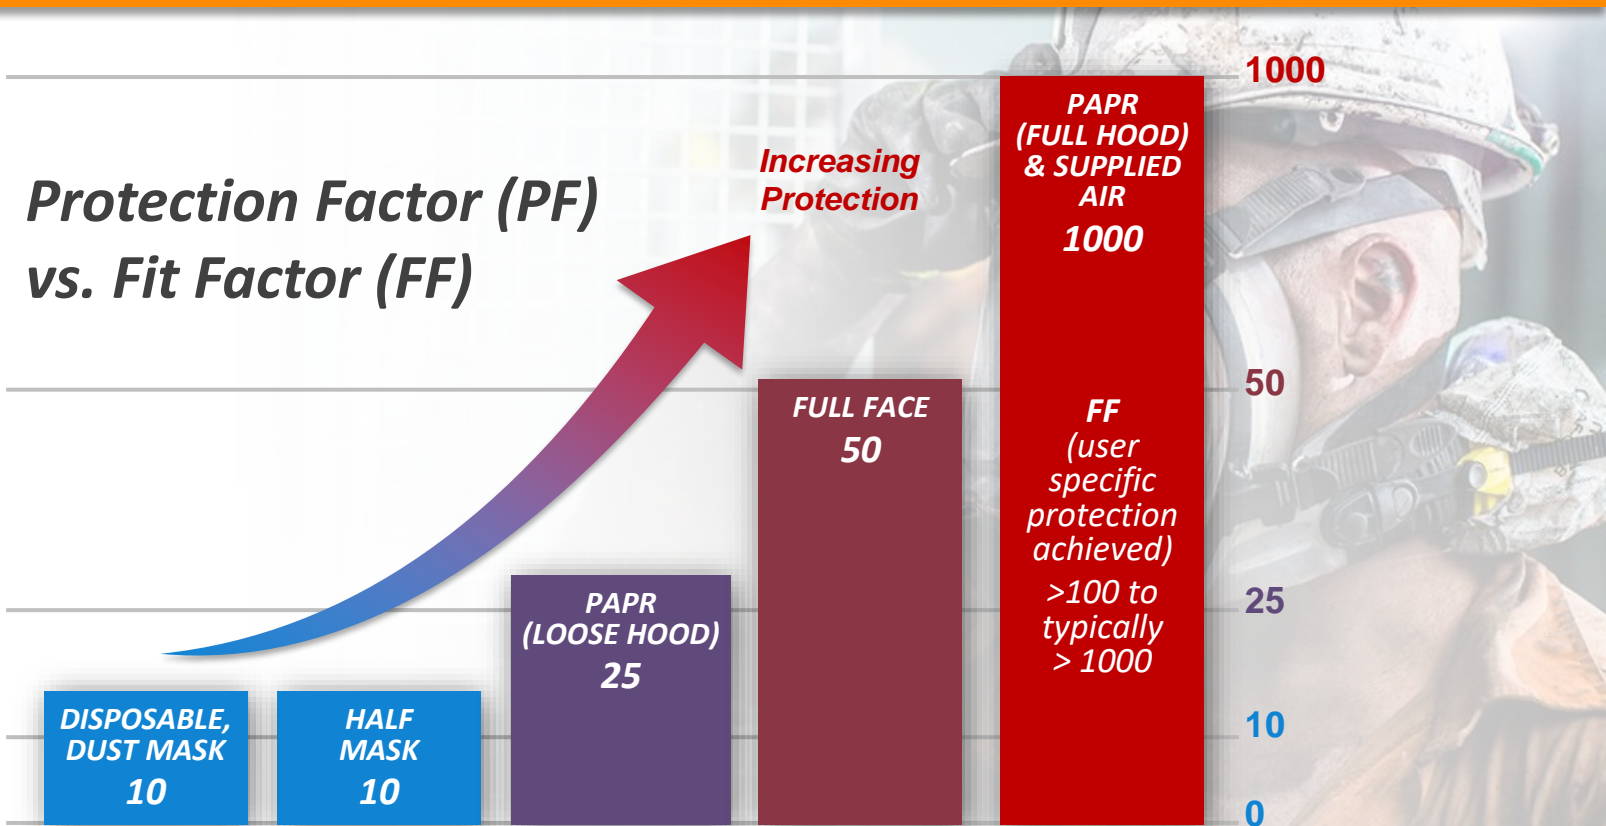 Protection Factor (PF)
vs. Fit Factor (FF)
Increasing
Protection
DISPOSABLE,
DUST MASK
10
HALF
MASK
10
PAPR
(LOOSE HOOD)
25
FULL FACE
50
PAPR
(FULL HOOD)
& SUPPLIED
AIR
1000
FF
(user
specific
protection
achieved)
>100 to
typically
> 1000
1000
50
25
10
0